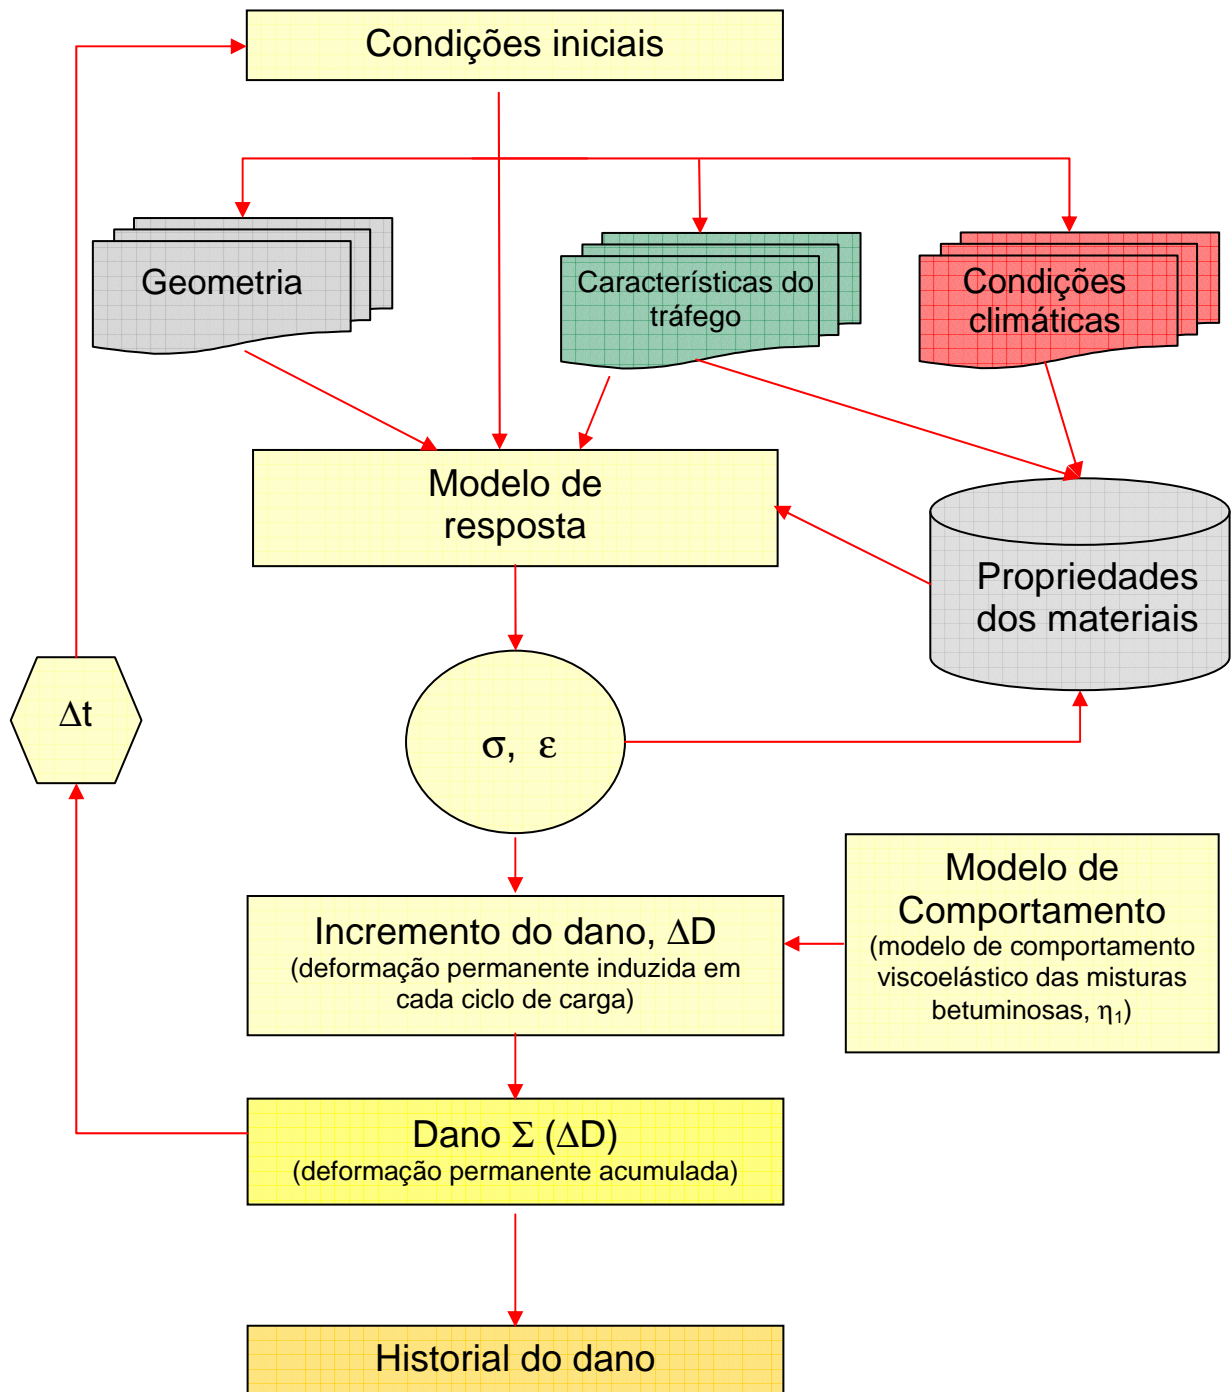 Condições iniciais
Geometria
Características do
tráfego
Condições
climáticas
Modelo de
resposta
Propriedades
dos materiais
Δt
σ, ε
Modelo de
Comportamento
(modelo de comportamento
viscoelástico das misturas
betuminosas, η₁)
Incremento do dano, ΔD
(deformação permanente induzida em
cada ciclo de carga)
Dano Σ (ΔD)
(deformação permanente acumulada)
Historial do dano